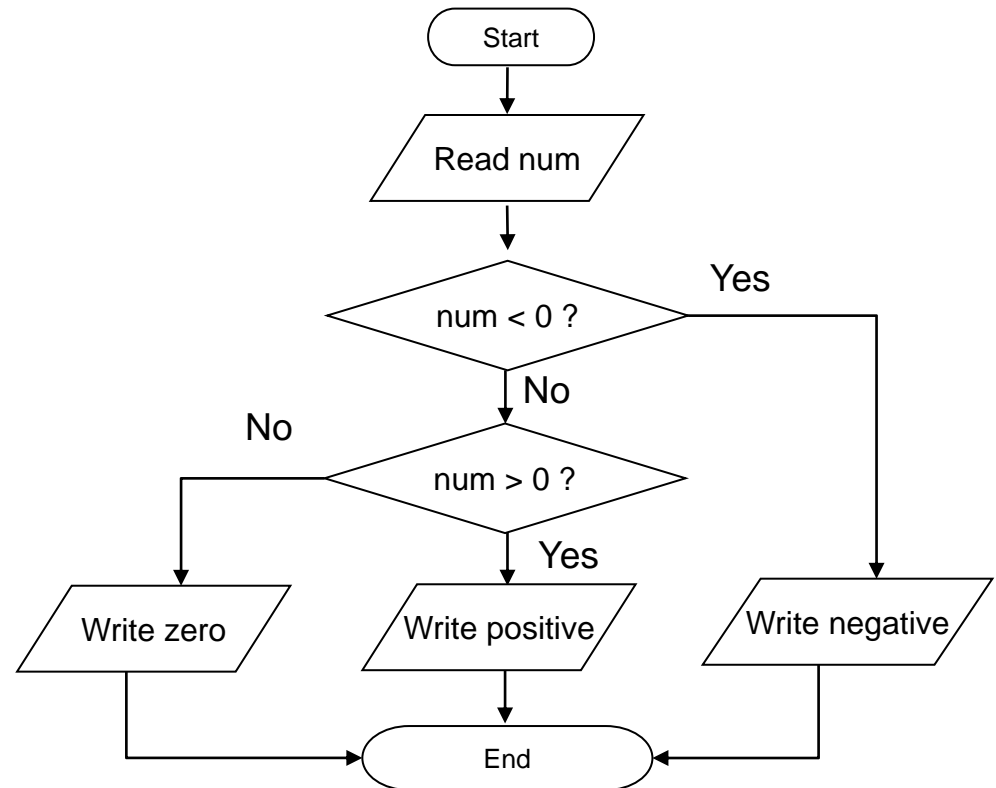 Start
Read num
Yes
num < 0 ?
No
No
num > 0 ?
Yes
Write zero
Write positive
Write negative
End